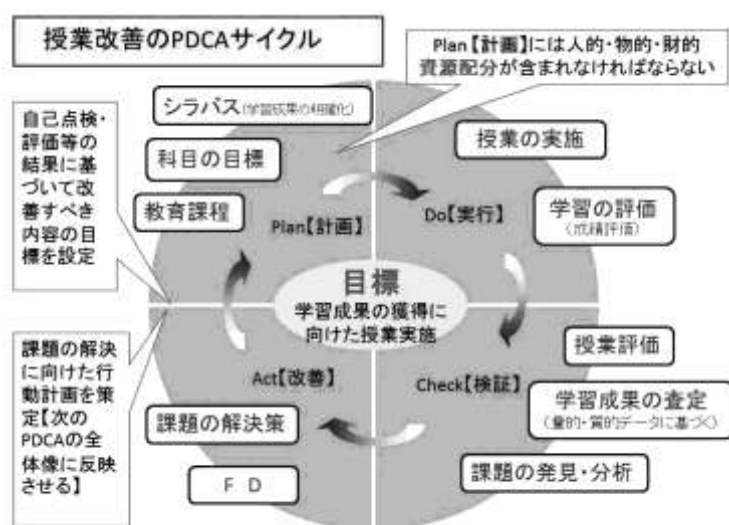 授業改善のPDCAサイクル
Plan【計画】には人的・物的・財的
資源配分が含まれなければならない
シラバス(学習成果の明確化)
科目の目標
教育課程
自己点検・
評価等の
結果に基
づいて改
善すべき
内容の目
標を設定
Plan【計画】
Do【実行】
授業の実施
学習の評価
(成績評価)
目標
学習成果の獲得に
向けた授業実施
課題の解決
に向けた行
動計画を策
定【次の
PDCAの全
体像に反映
させる】
Act【改善】
課題の解決策
FD
Check【検証】
授業評価
学習成果の査定
(量的・質的データに基づく)
課題の発見・分析